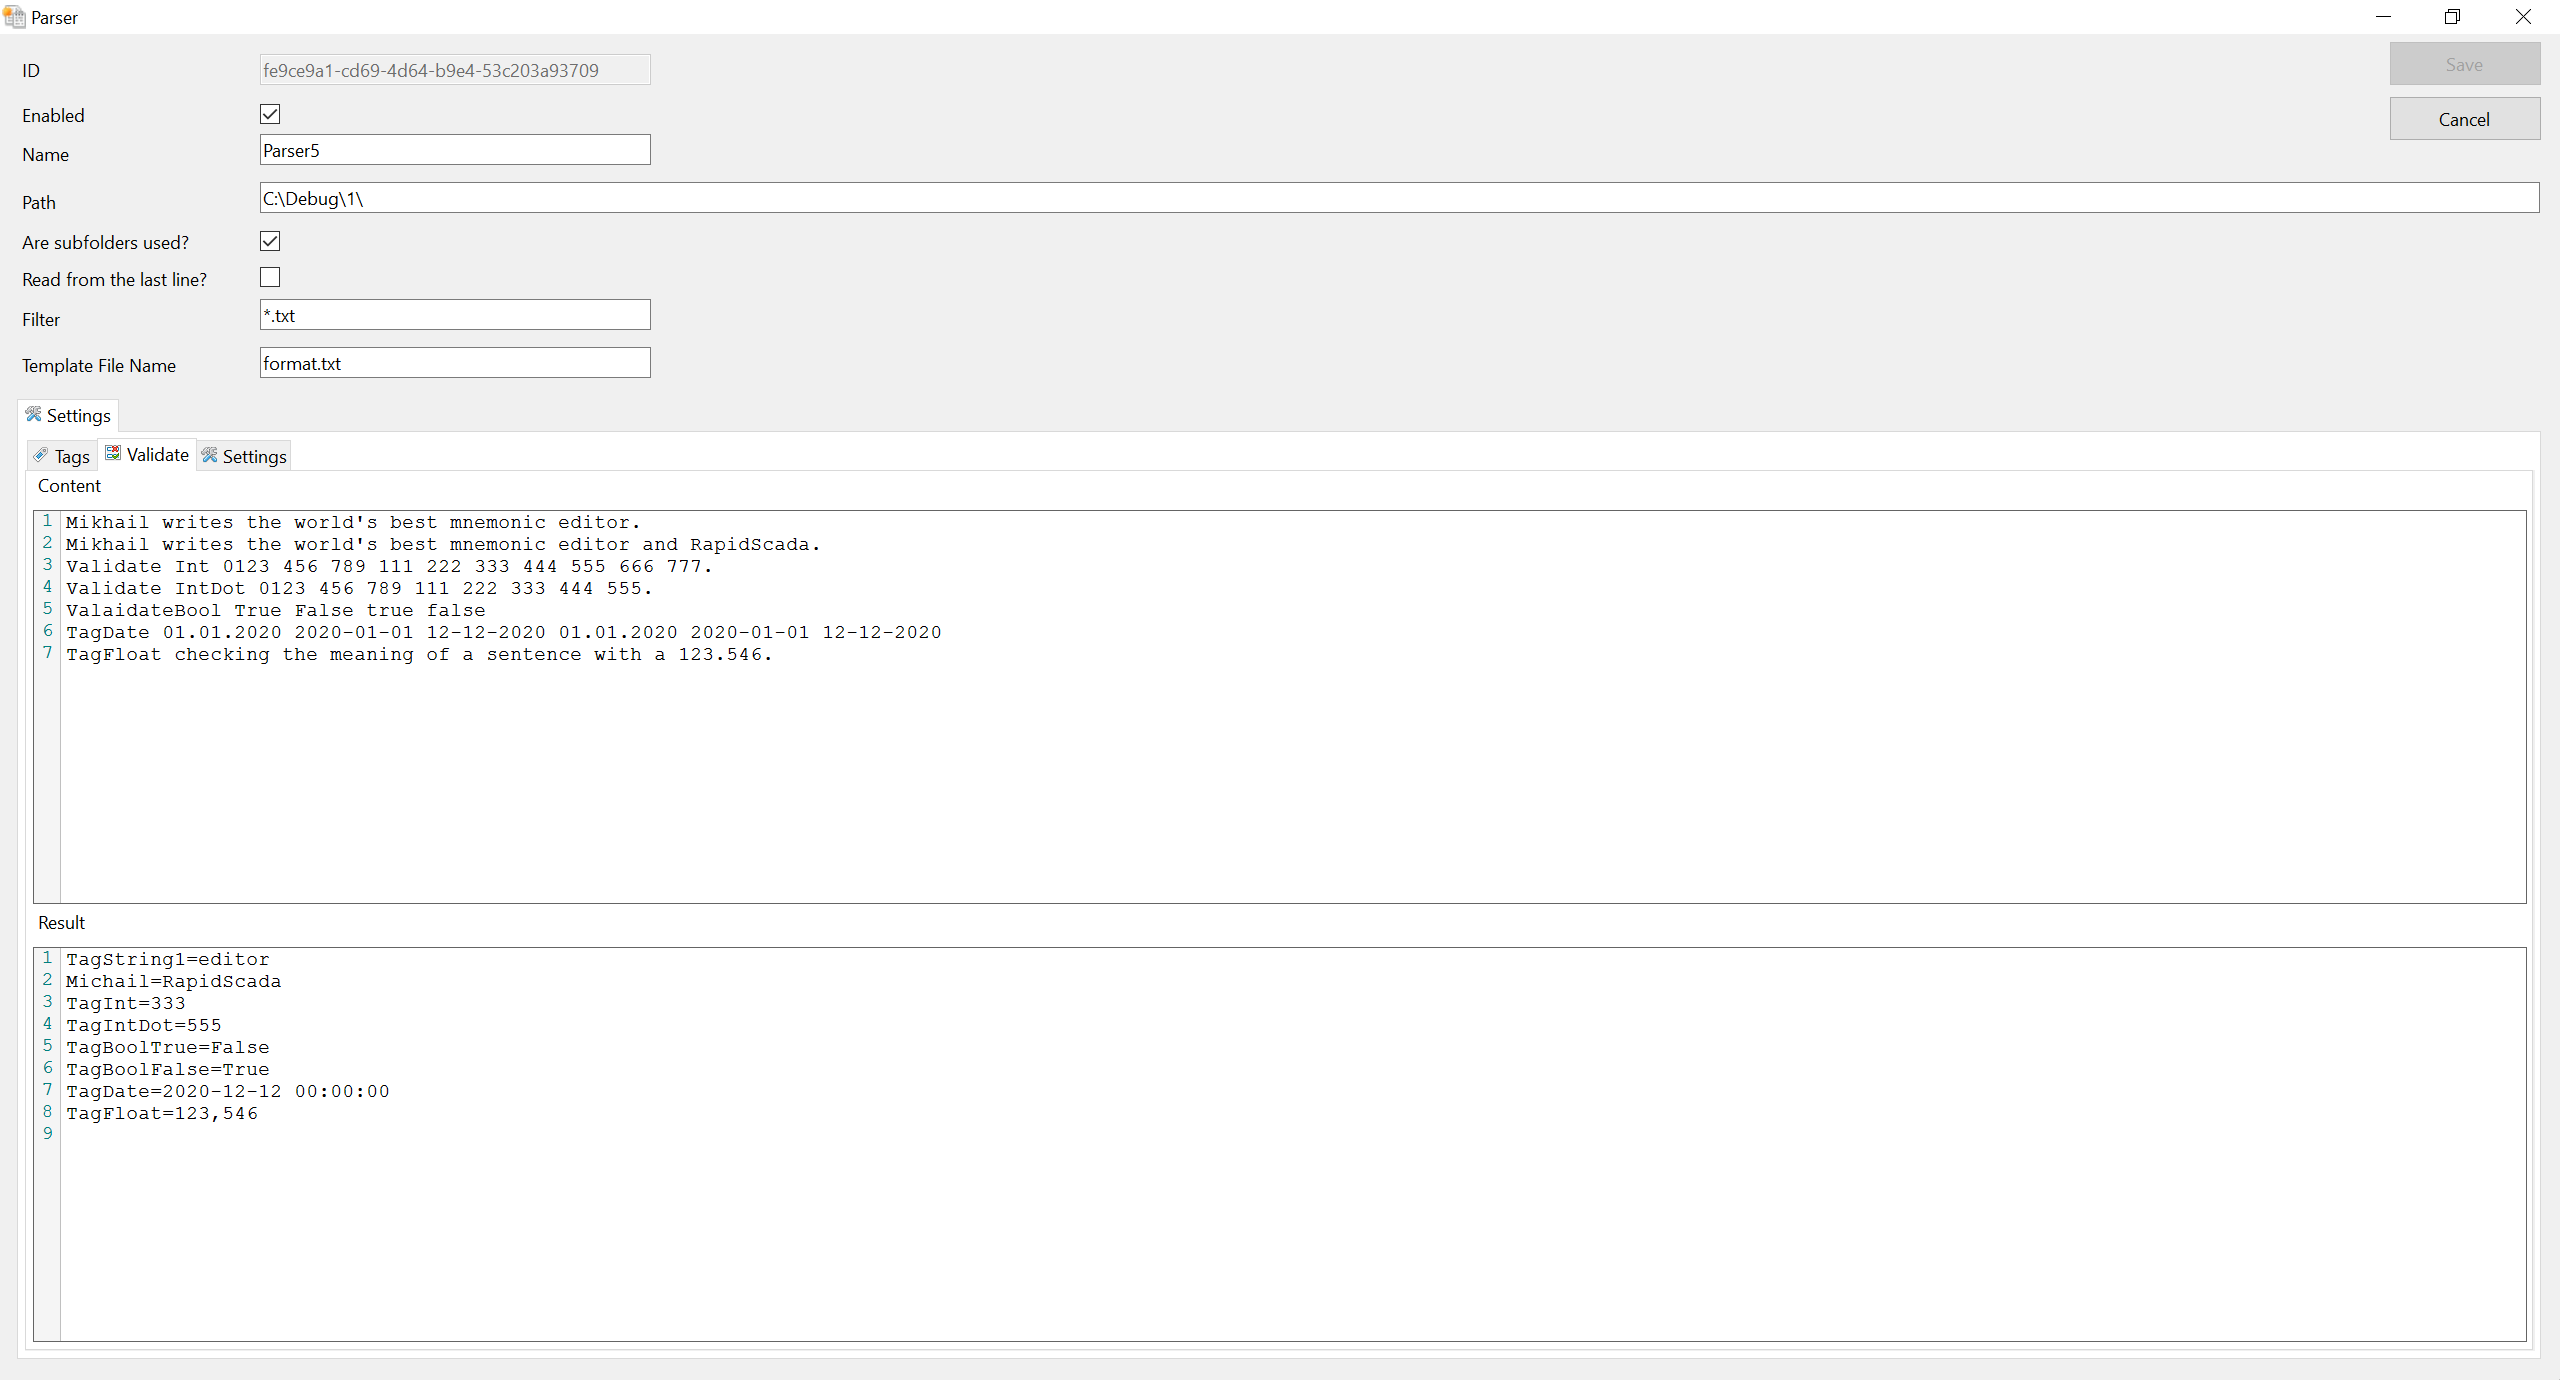 Parser
ID fe9ce9a1-cd69-4d64-b9e4-53c203a93709
Save
Enabled
Cancel
Name Parser5
Path C:\Debug\1\
Are subfolders used?
Read from the last line?
Filter *.txt
Template File Name format.txt
Settings
Tags Validate Settings
Content
1 Mikhail writes the world's best mnemonic editor.
2 Mikhail writes the world's best mnemonic editor and RapidScada.
3 Validate Int 0123 456 789 111 222 333 444 555 666 777.
4 Validate IntDot 0123 456 789 111 222 333 444 555.
5 ValaidateBool True False true false
6 TagDate 01.01.2020 2020-01-01 12-12-2020 01.01.2020 2020-01-01 12-12-2020
7 TagFloat checking the meaning of a sentence with a 123.546.
Result
1 TagString1=editor
2 Michail=RapidScada
3 TagInt=333
4 TagIntDot=555
5 TagBoolTrue=False
6 TagBoolFalse=True
7 TagDate=2020-12-12 00:00:00
8 TagFloat=123,546
9